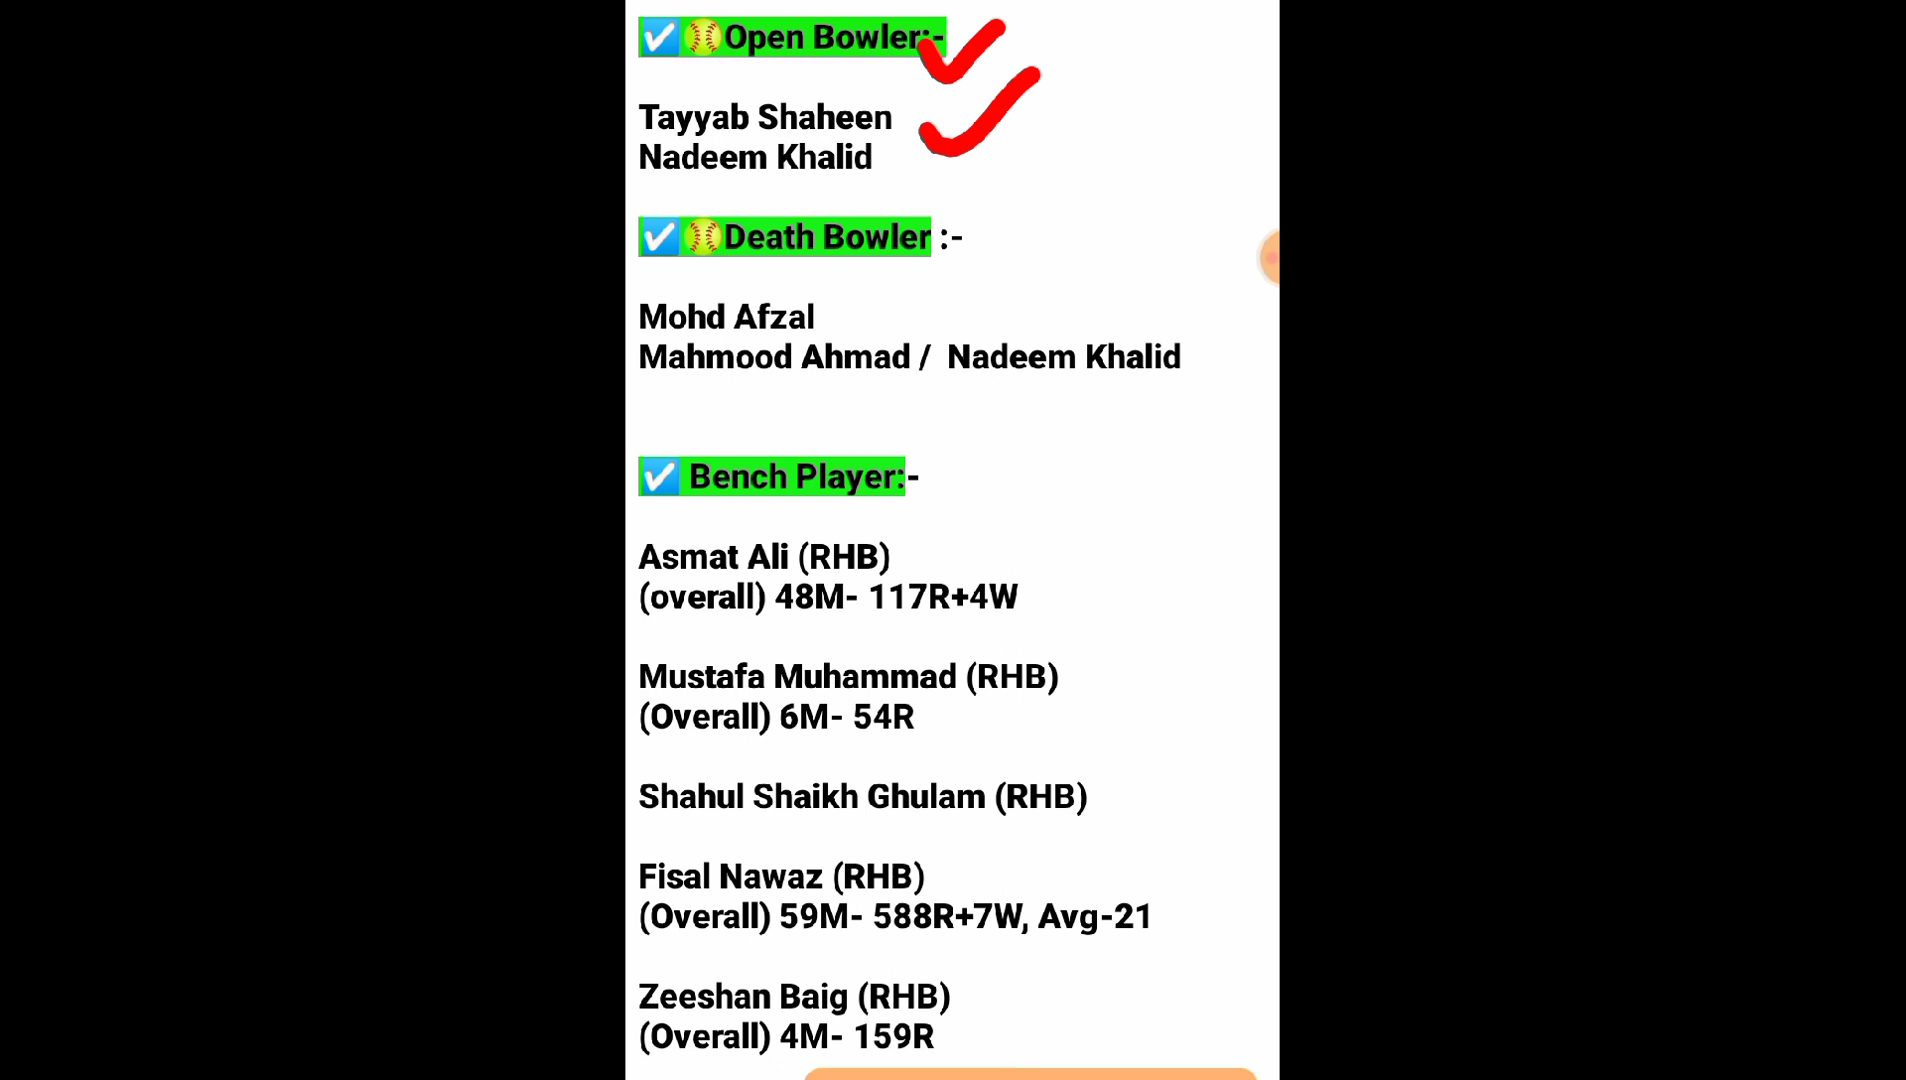 ☑️⚾Open Bowler:-
Tayyab Shaheen
Nadeem Khalid
☑️⚾Death Bowler :-
Mohd Afzal
Mahmood Ahmad / Nadeem Khalid
☑️ Bench Player:-
Asmat Ali (RHB)
(overall) 48M- 117R+4W
Mustafa Muhammad (RHB)
(Overall) 6M- 54R
Shahul Shaikh Ghulam (RHB)
Fisal Nawaz (RHB)
(Overall) 59M- 588R+7W, Avg-21
Zeeshan Baig (RHB)
(Overall) 4M- 159R